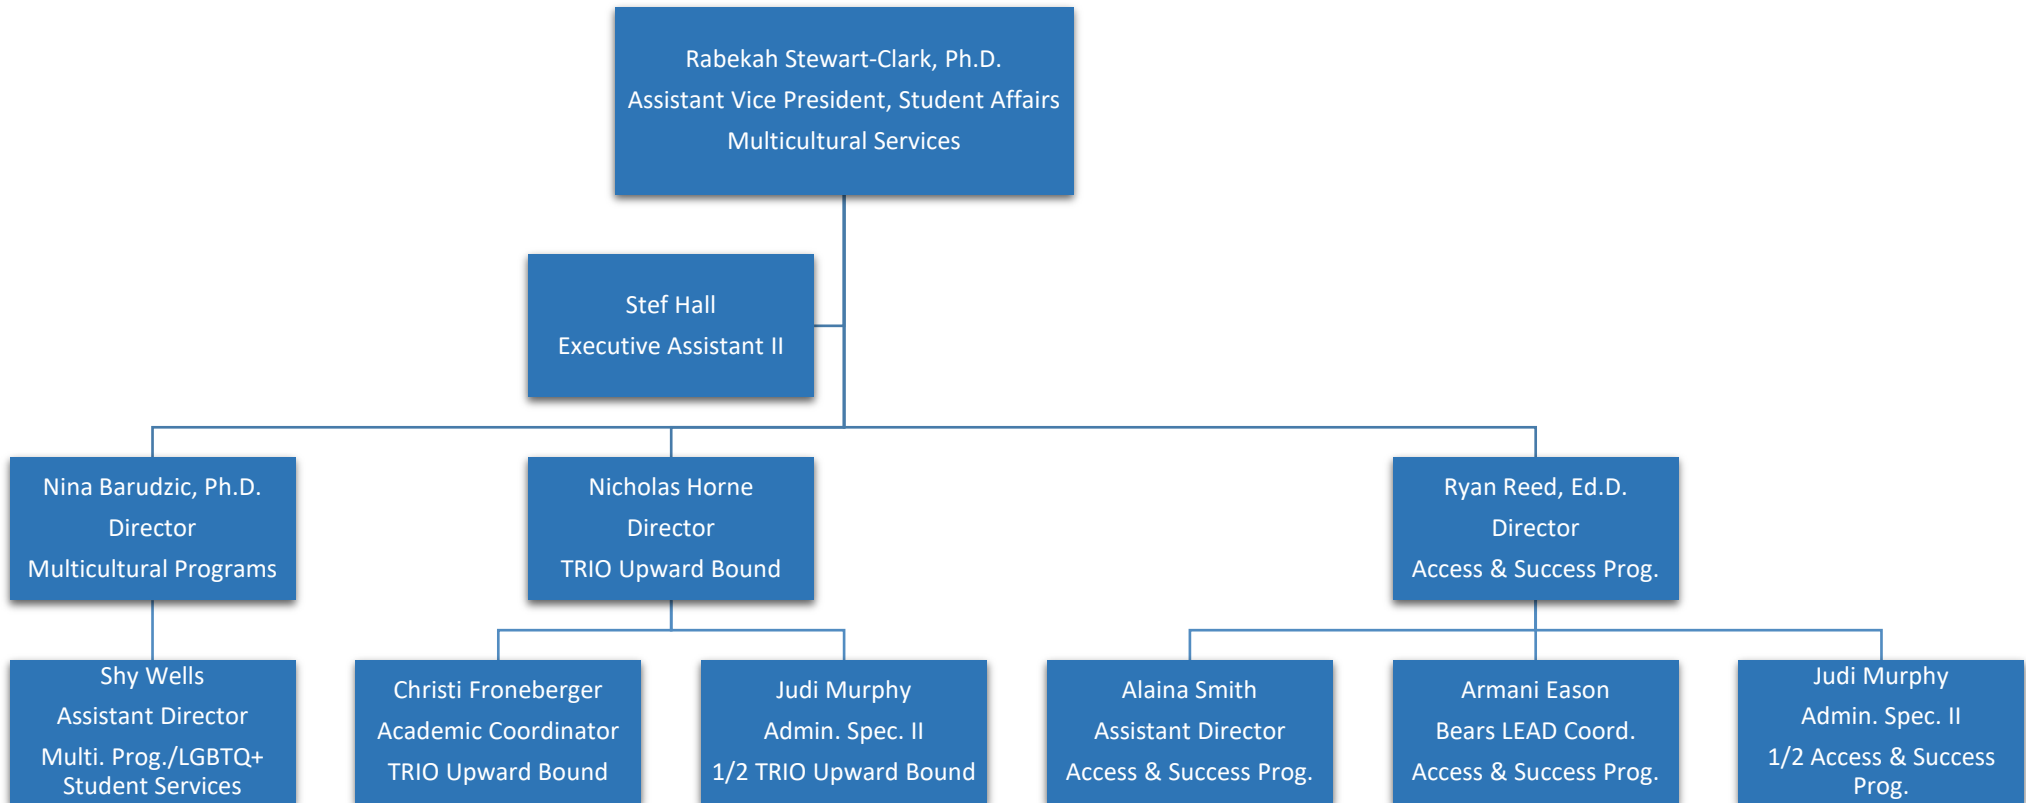 Rabekah Stewart-Clark, Ph.D.
Assistant Vice President, Student Affairs
Multicultural Services
Stef Hall
Executive Assistant II
Nina Barudzic, Ph.D.
Director
Multicultural Programs
Nicholas Horne
Director
TRIO Upward Bound
Ryan Reed, Ed.D.
Director
Access & Success Prog.
Shy Wells
Assistant Director
Multi. Prog./LGBTQ+
Student Services
Christi Froneberger
Academic Coordinator
TRIO Upward Bound
Judi Murphy
Admin. Spec. II
1/2 TRIO Upward Bound
Alaina Smith
Assistant Director
Access & Success Prog.
Armani Eason
Bears LEAD Coord.
Access & Success Prog.
Judi Murphy
Admin. Spec. II
1/2 Access & Success
Prog.